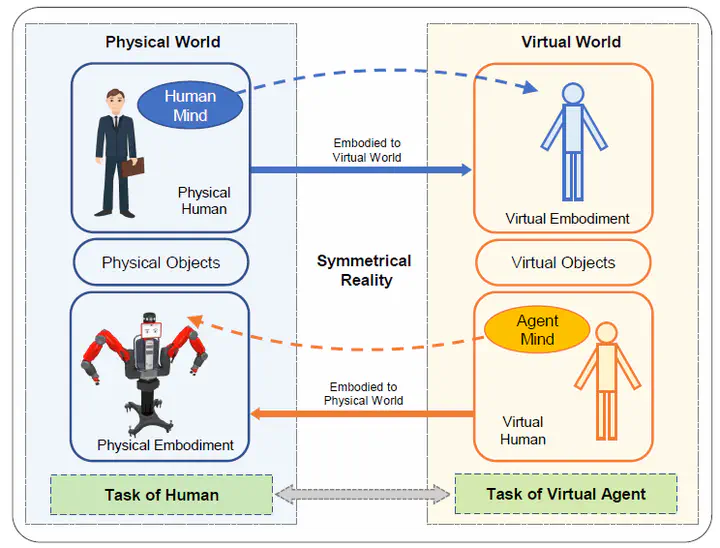 Physical World
Virtual World
Human
Mind
Physical
Human
Embodied to
Virtual World
Virtual Embodiment
Physical Objects
Symmetrical
Reality
Virtual Objects
Agent
Mind
Physical Embodiment
Embodied to
Physical World
Virtual
Human
Task of Human
Task of Virtual Agent